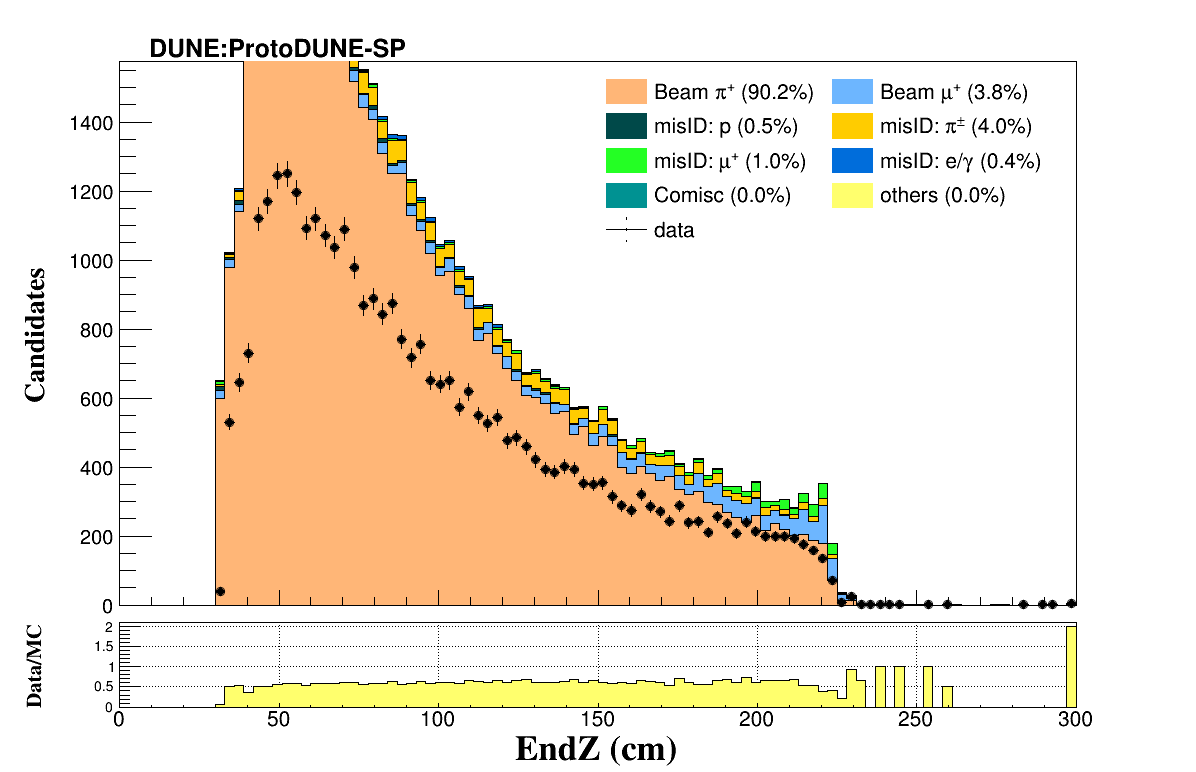 DUNE:ProtoDUNE-SP
Beam π⁺ (90.2%)
Beam μ⁺ (3.8%)
misID: p (0.5%)
misID: π± (4.0%)
misID: μ⁺ (1.0%)
misID: e/γ (0.4%)
Comisc (0.0%)
others (0.0%)
data
Candidates
1400
1200
1000
800
600
400
200
0
Data/MC
2
1.5
1
0.5
0
0 50 100 150 200 250 300
EndZ (cm)